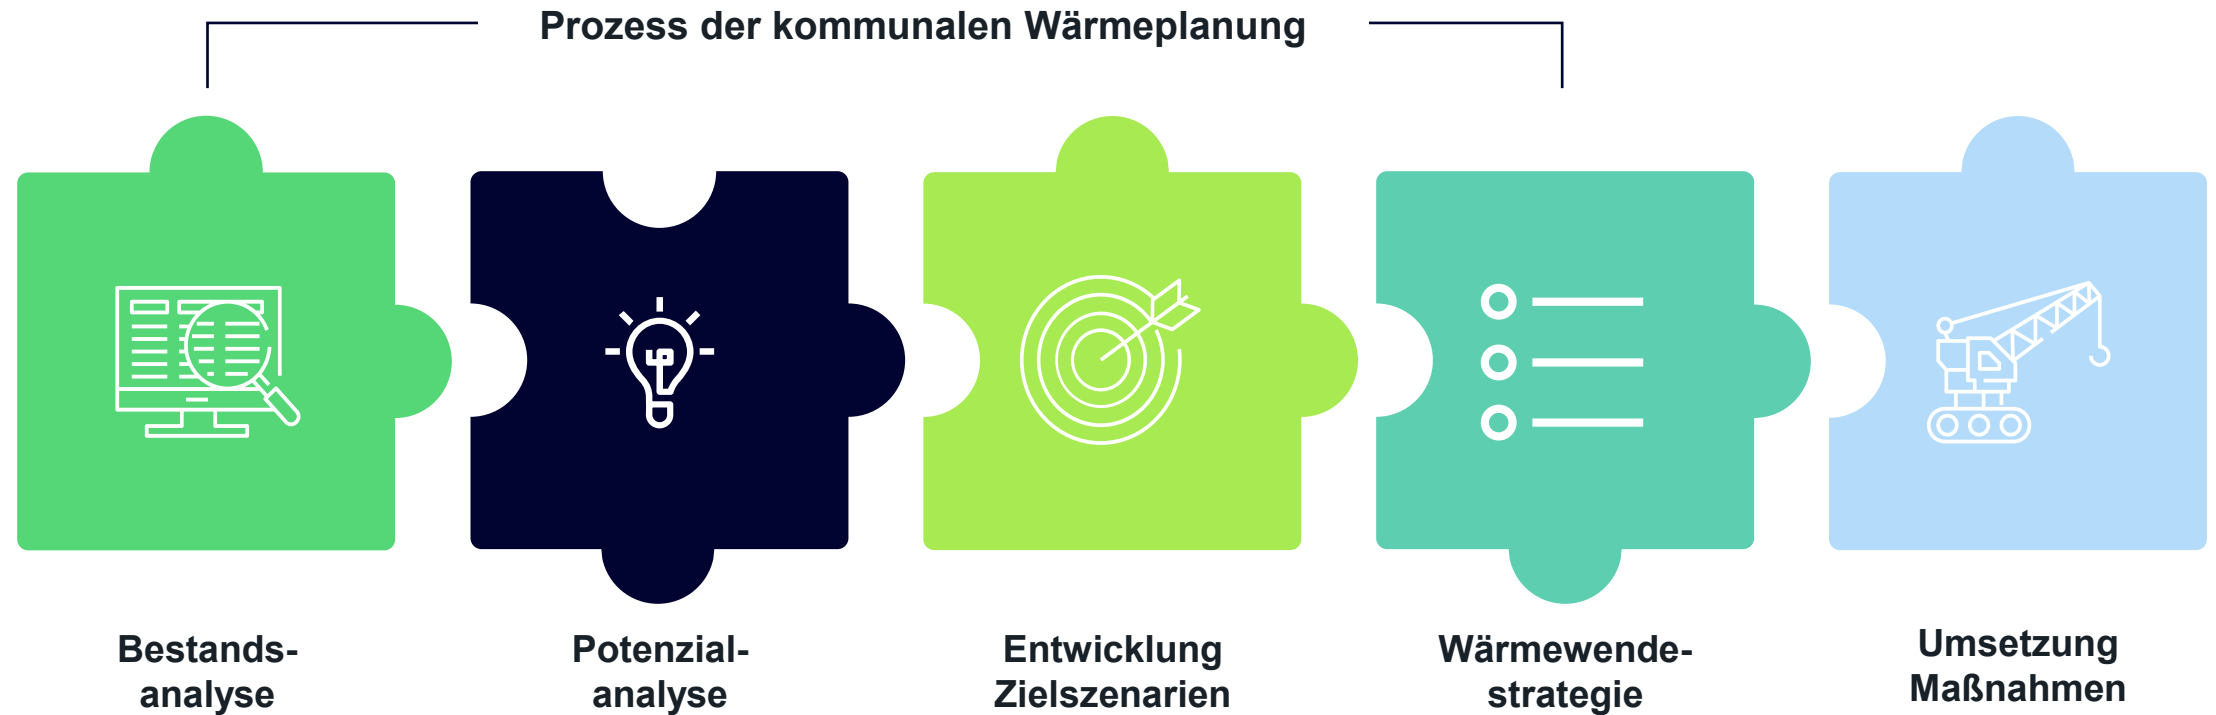 Prozess der kommunalen Wärmeplanung
Bestands-
analyse
Potenzial-
analyse
Entwicklung
Zielszenarien
Wärmewende-
strategie
Umsetzung
Maßnahmen